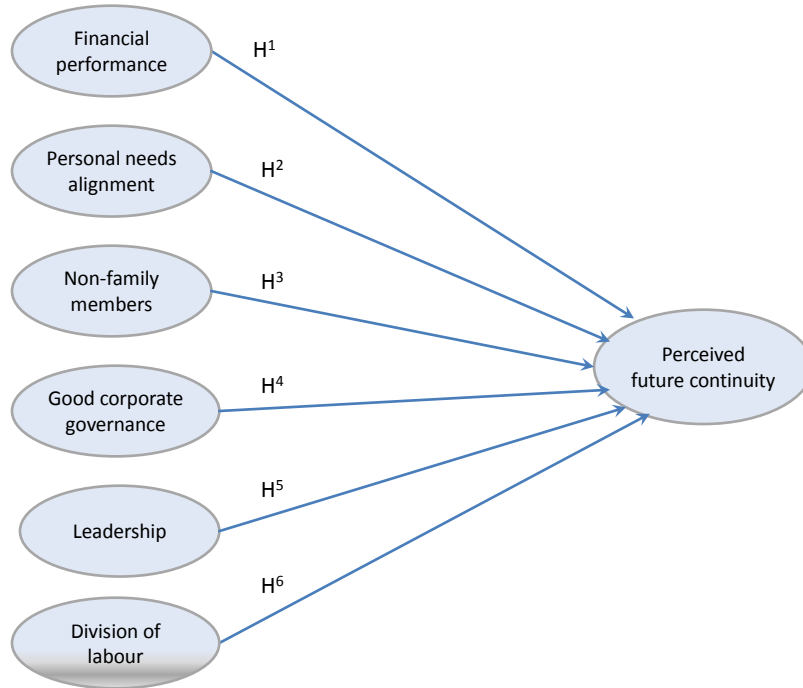 Financial
performance
H¹
Personal needs
alignment
H²
Non-family
members
H³
Perceived
future continuity
Good corporate
governance
H⁴
Leadership
H⁵
Division of
labour
H⁶